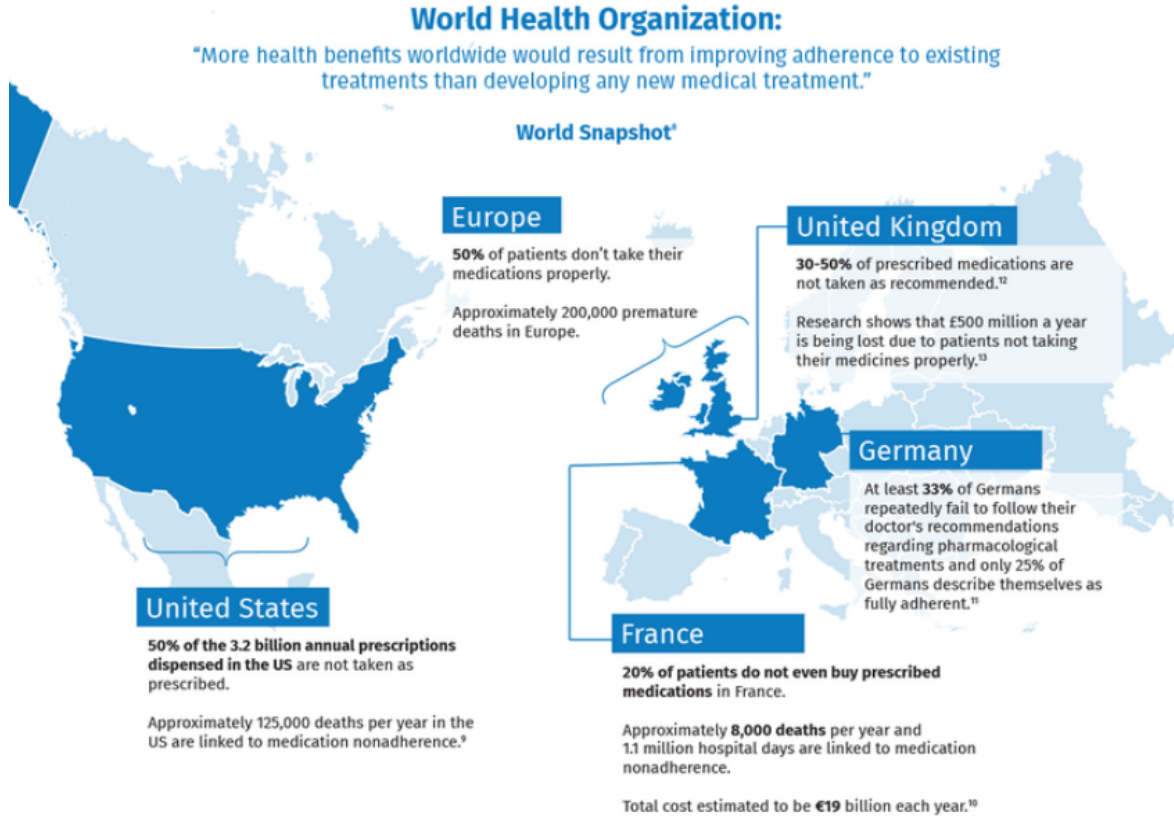 World Health Organization:
“More health benefits worldwide would result from improving adherence to existing
treatments than developing any new medical treatment.”
World Snapshot⁸
Europe
50% of patients don’t take their
medications properly.
Approximately 200,000 premature
deaths in Europe.
United Kingdom
30-50% of prescribed medications are
not taken as recommended.¹²
Research shows that £500 million a year
is being lost due to patients not taking
their medicines properly.¹³
Germany
At least 33% of Germans
repeatedly fail to follow their
doctor's recommendations
regarding pharmacological
treatments and only 25% of
Germans describe themselves as
fully adherent.¹¹
United States
50% of the 3.2 billion annual prescriptions
dispensed in the US are not taken as
prescribed.
Approximately 125,000 deaths per year in the
US are linked to medication nonadherence.⁹
France
20% of patients do not even buy prescribed
medications in France.
Approximately 8,000 deaths per year and
1.1 million hospital days are linked to medication
nonadherence.
Total cost estimated to be €19 billion each year.¹⁰